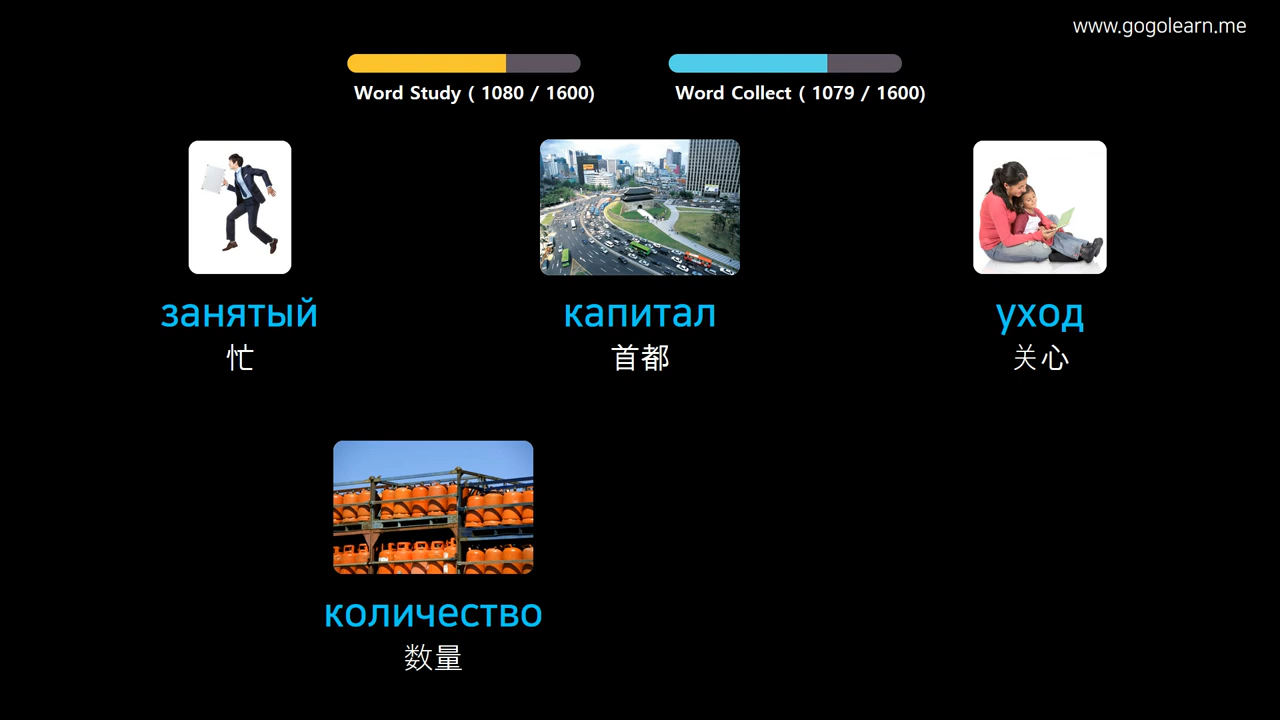 www.gogolearn.me
Word Study ( 1080 / 1600)
Word Collect ( 1079 / 1600)
занятый
忙
капитал
首都
уход
关心
количество
数量